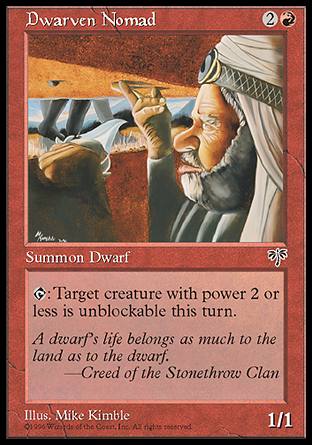 Dwarven Nomad 2
Summon Dwarf
:Target creature with power 2 or
less is unblockable this turn.
A dwarf's life belongs as much to the
land as to the dwarf.
—Creed of the Stonethrow Clan
Illus. Mike Kimble
©1996 Wizards of the Coast, Inc. All rights reserved.
1/1